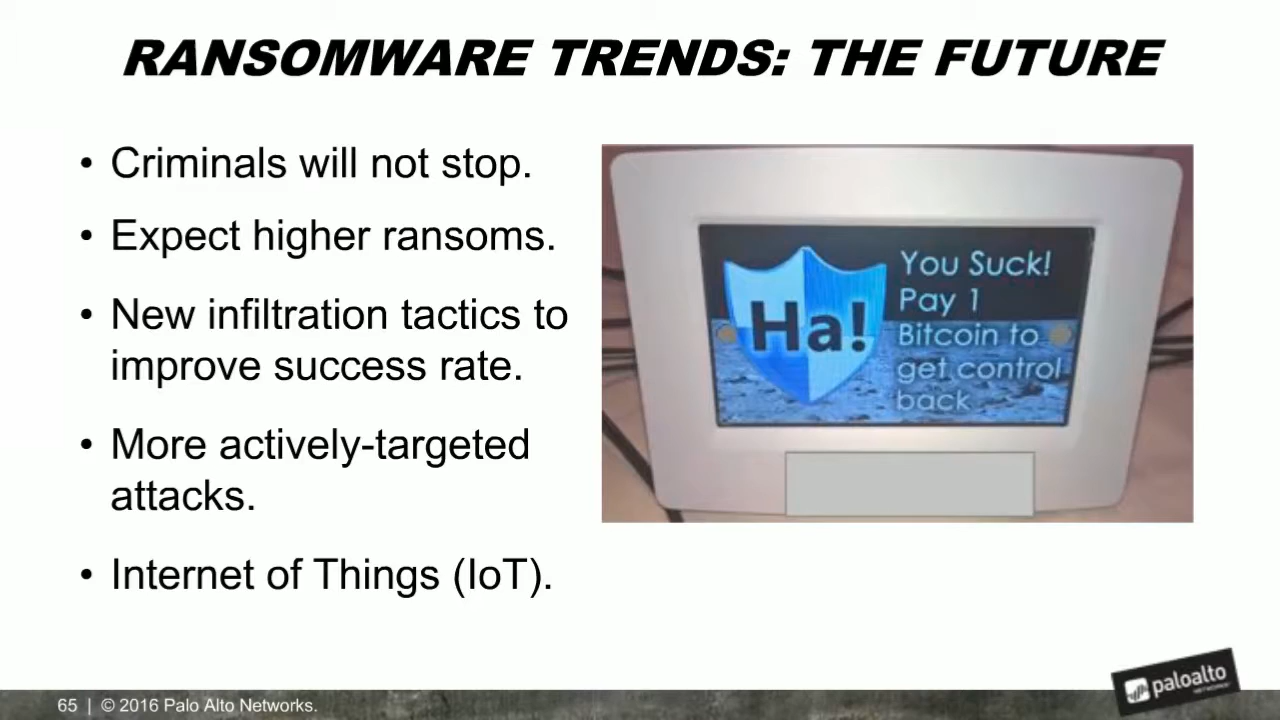 RANSOMWARE TRENDS: THE FUTURE
• Criminals will not stop.
• Expect higher ransoms.
• New infiltration tactics to
improve success rate.
• More actively-targeted
attacks.
• Internet of Things (IoT).
Ha!
You Suck!
Pay 1
Bitcoin to
get control
back
65 | © 2016 Palo Alto Networks.
paloalto
NETWORKS